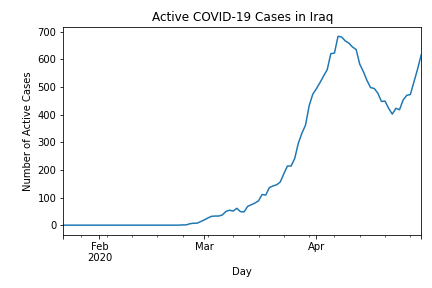 Active COVID-19 Cases in Iraq
700
600
500
400
300
200
100
0
Number of Active Cases
Feb
2020
Mar
Apr
Day